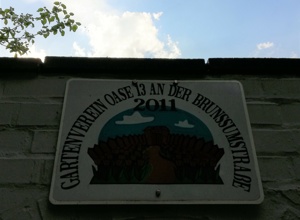 GARTENVEREIN OASE 13 AN DER BRUNSSUMSTRAßE
2011